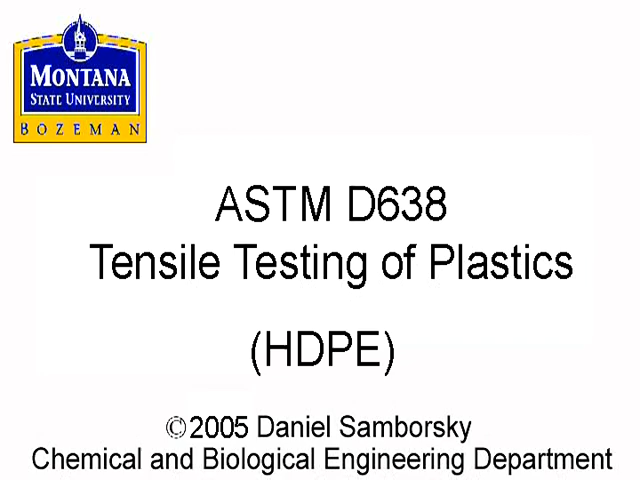 MONTANA
STATE UNIVERSITY
BOZEMAN
ASTM D638
Tensile Testing of Plastics
(HDPE)
©2005 Daniel Samborsky
Chemical and Biological Engineering Department